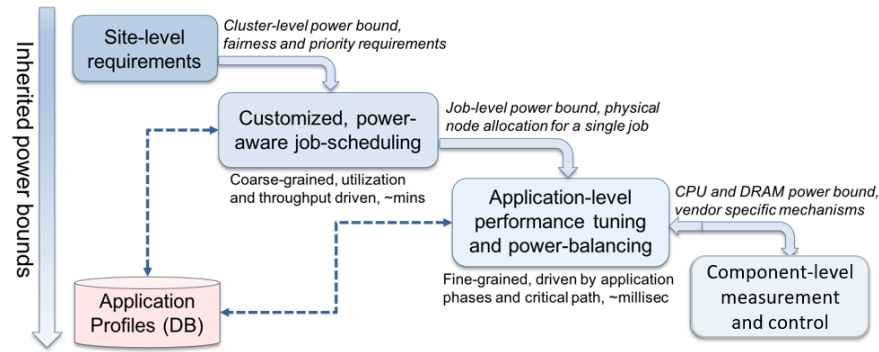 Inherited power bounds
Site-level
requirements
Cluster-level power bound,
fairness and priority requirements
Customized, power-
aware job-scheduling
Job-level power bound, physical
node allocation for a single job
Coarse-grained, utilization
and throughput driven, ~mins
Application-level
performance tuning
and power-balancing
CPU and DRAM power bound,
vendor specific mechanisms
Fine-grained, driven by application
phases and critical path, ~millisec
Component-level
measurement
and control
Application
Profiles (DB)